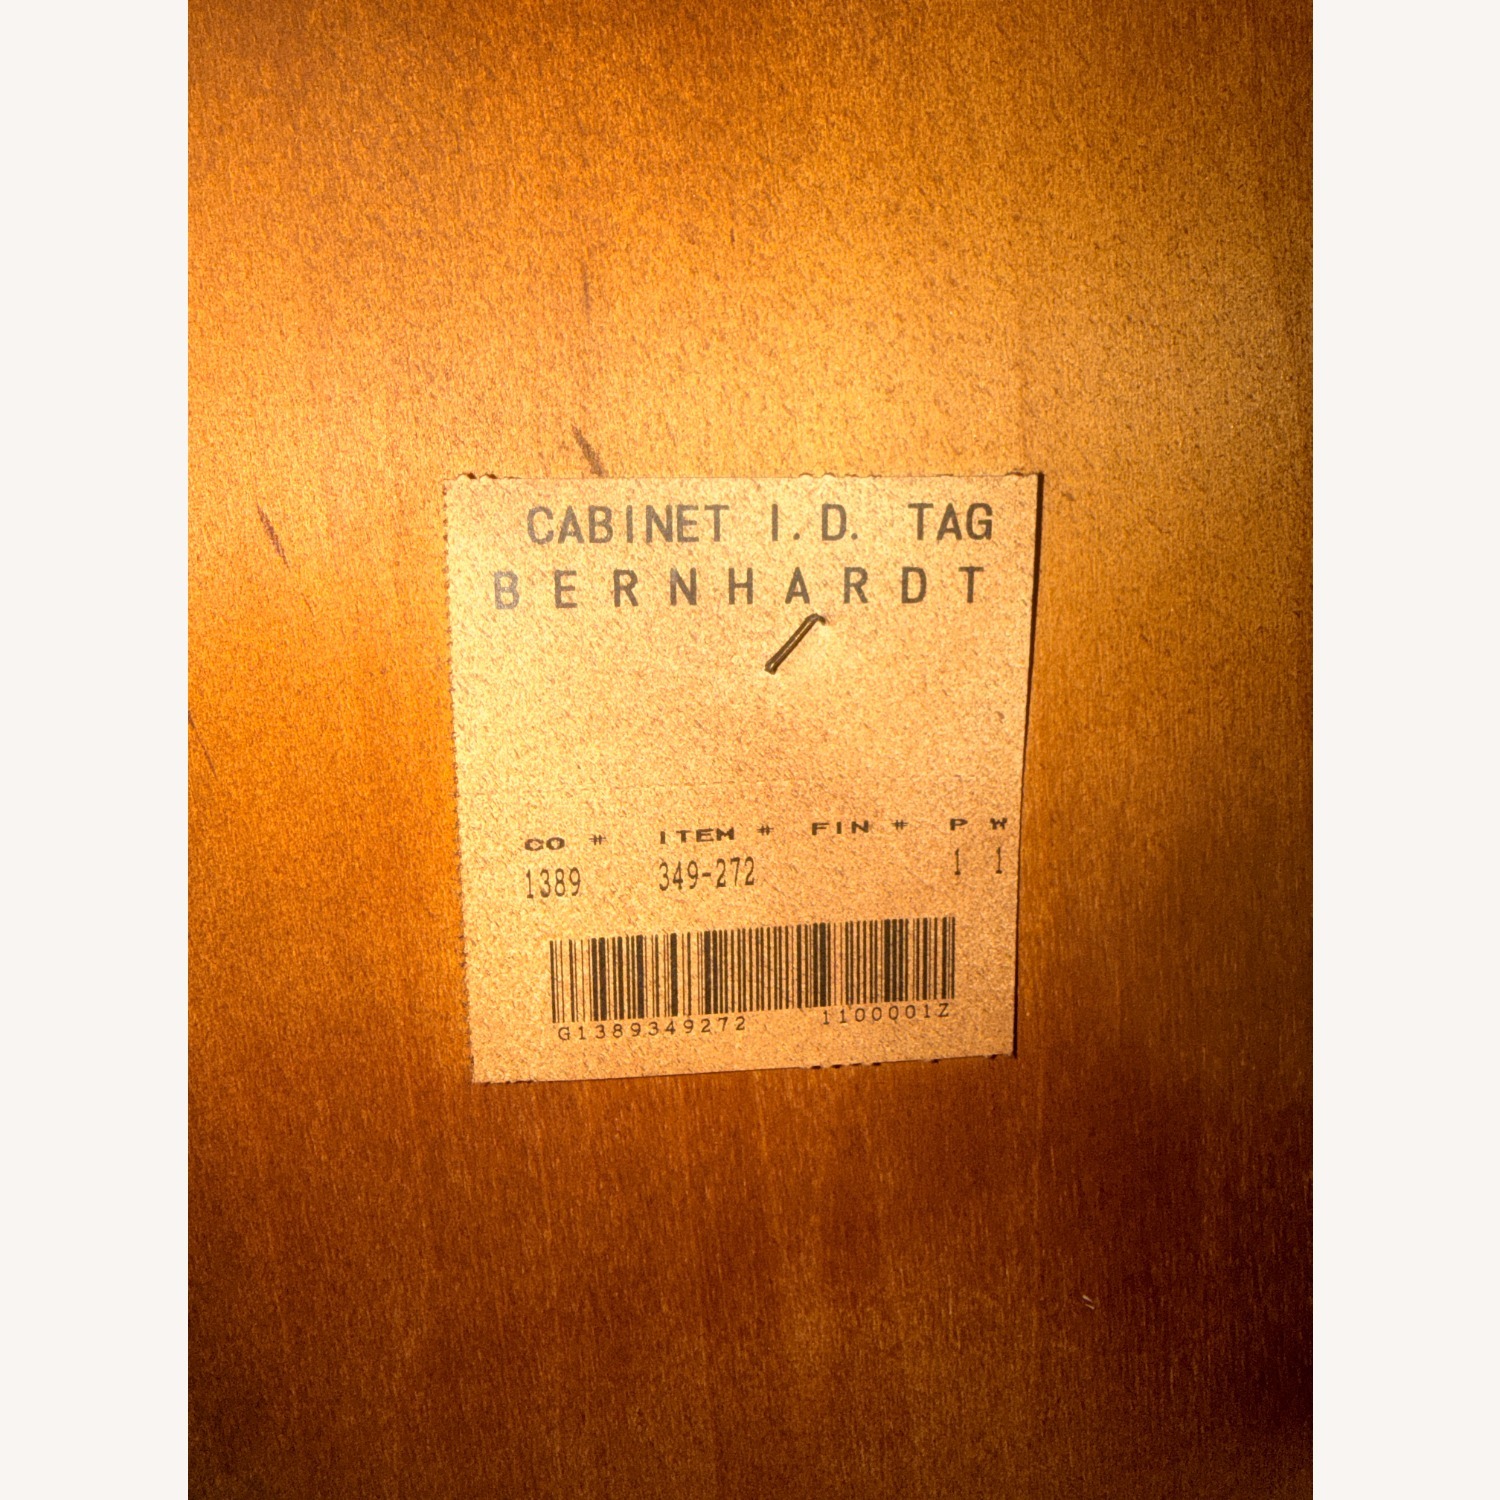 CABINET I.D. TAG
BERNHARDT
CO # ITEM # FIN # P W
1389 349-272 1 1
G1389349272 1100001Z